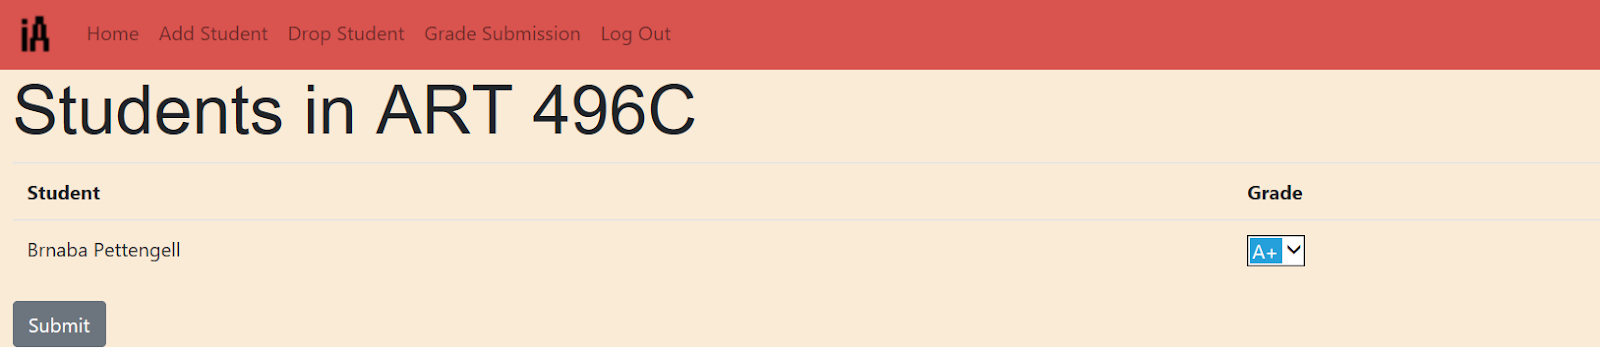 iA Home Add Student Drop Student Grade Submission Log Out
Students in ART 496C
Student Grade
Brnaba Pettengell A+
Submit